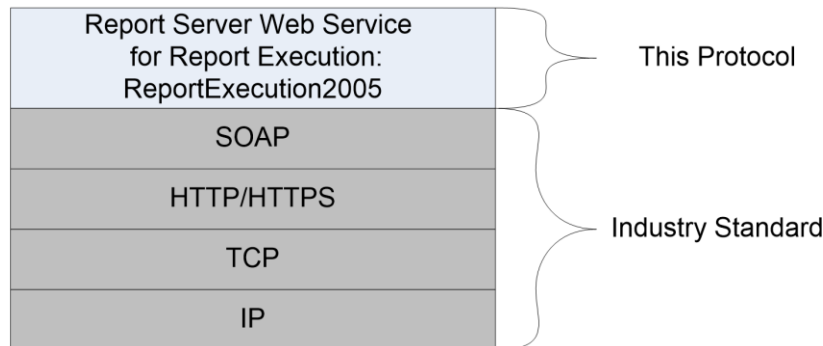 Report Server Web Service
for Report Execution:
ReportExecution2005
This Protocol
SOAP
HTTP/HTTPS
TCP
IP
Industry Standard